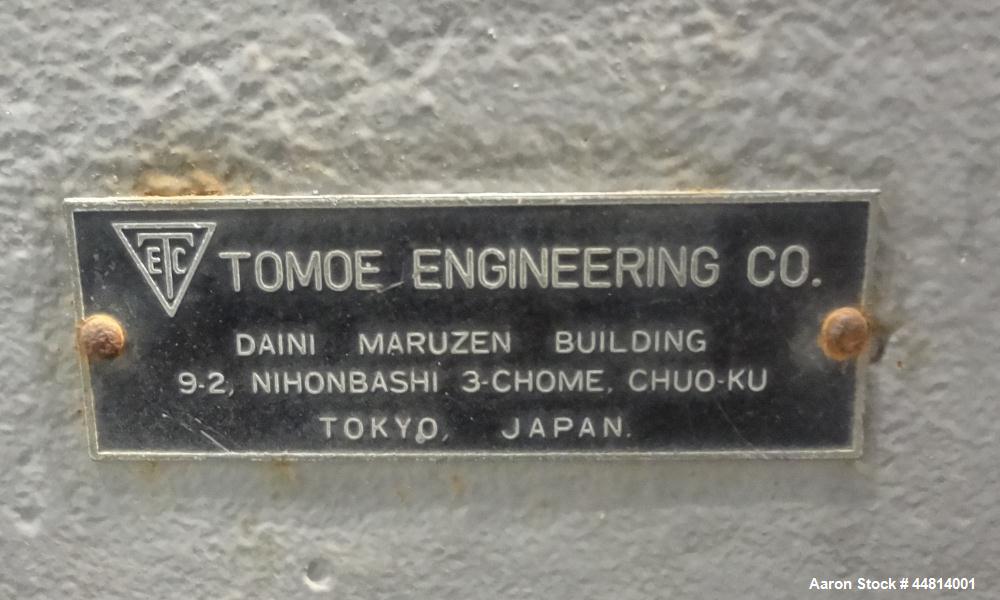 TEC
TOMOE ENGINEERING CO.
DAINI MARUZEN BUILDING
9-2, NIHONBASHI 3-CHOME, CHUO-KU
TOKYO, JAPAN.
Aaron Stock # 44814001